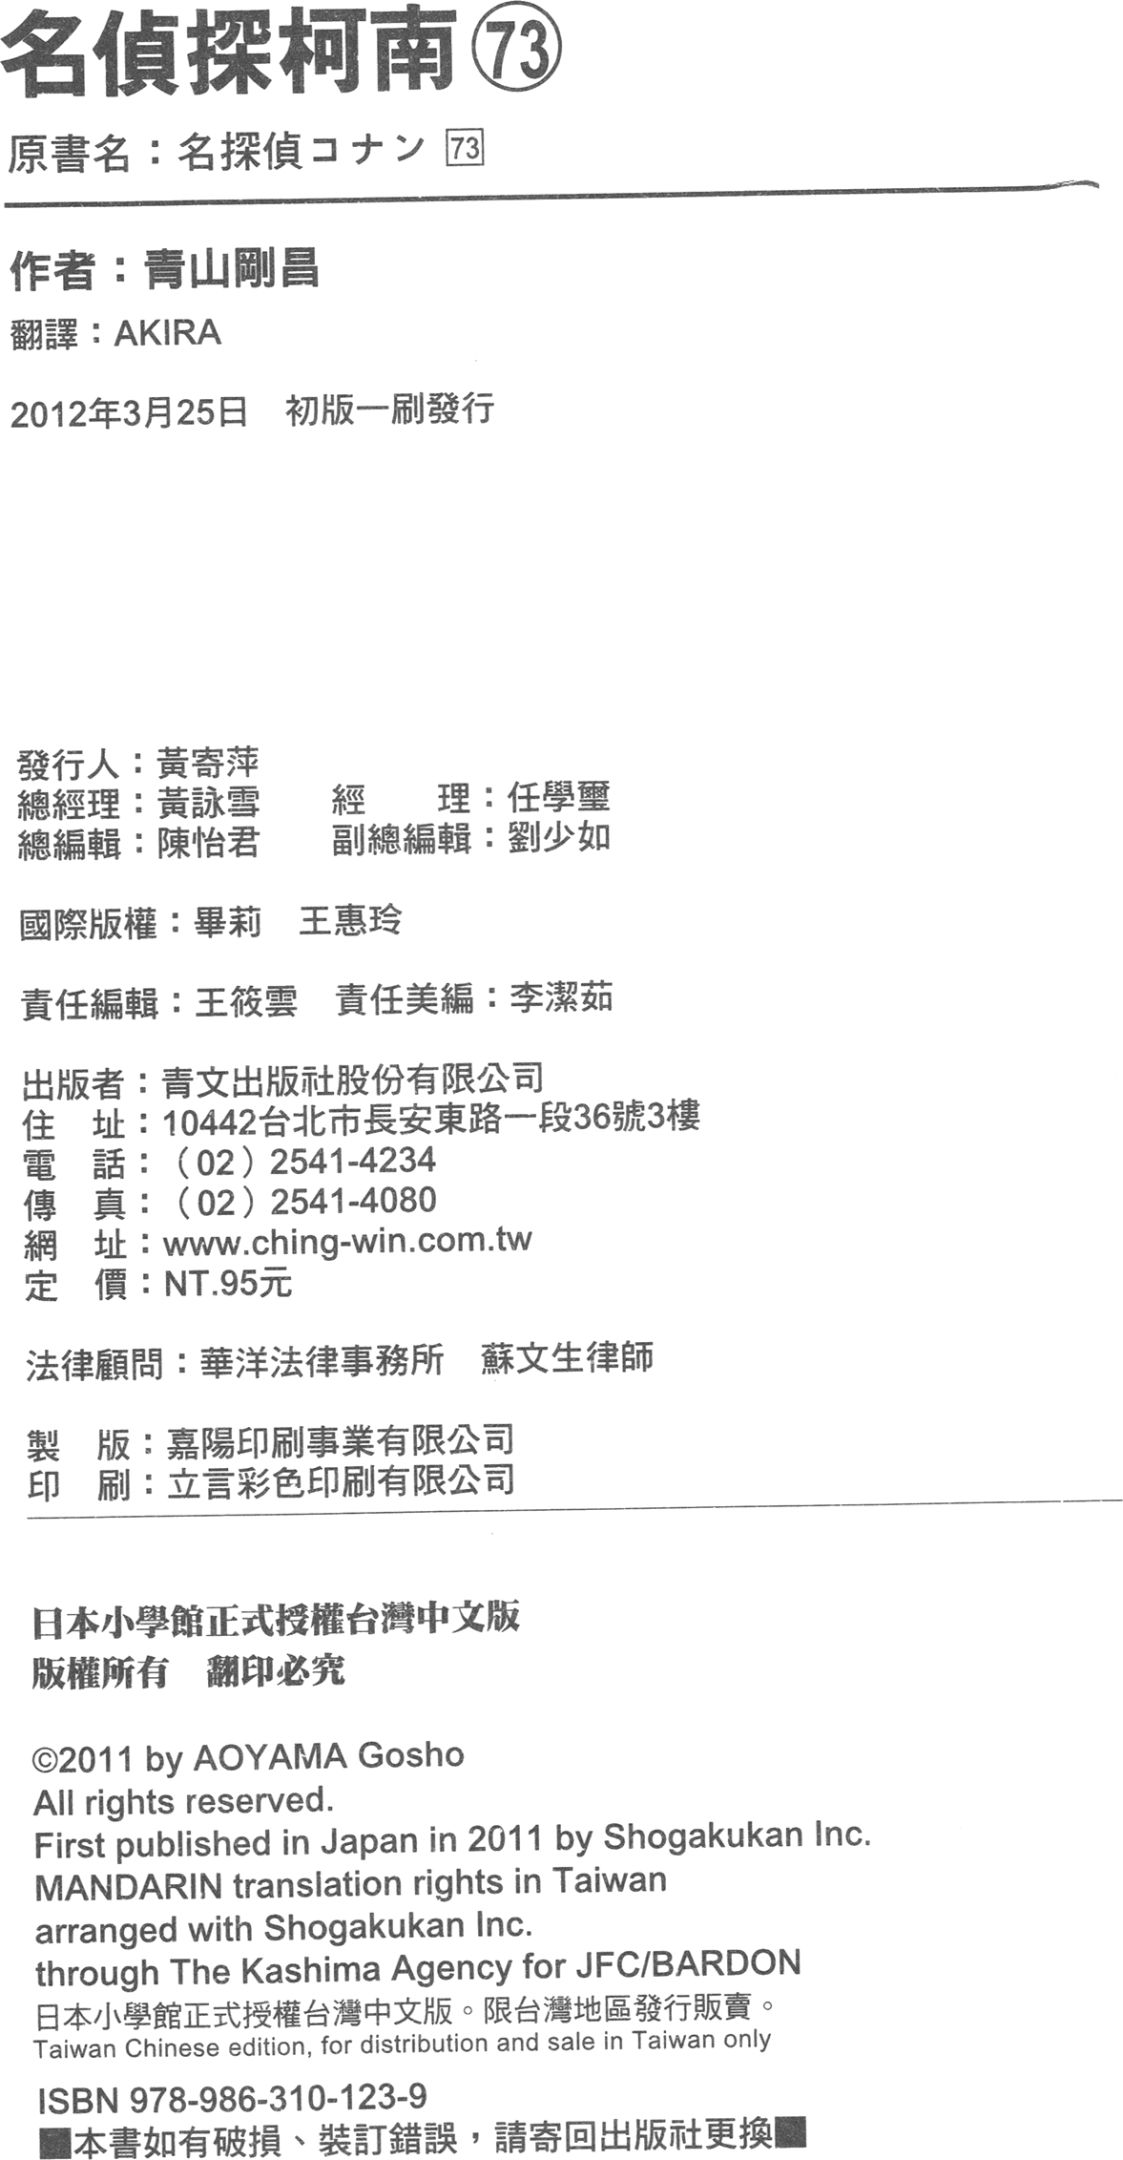 名偵探柯南 73
原書名：名探偵コナン 73
作者：青山剛昌
翻譯：AKIRA
2012年3月25日　初版一刷發行
發行人：黃寄萍
總經理：黃詠雪　　經　　理：任學璽
總編輯：陳怡君　　副總編輯：劉少如
國際版權：畢莉　王惠玲
責任編輯：王筱雲　責任美編：李潔茹
出版者：青文出版社股份有限公司
住　址：10442台北市長安東路一段36號3樓
電　話：（02）2541-4234
傳　真：（02）2541-4080
網　址：www.ching-win.com.tw
定　價：NT.95元
法律顧問：華洋法律事務所　蘇文生律師
製　版：嘉陽印刷事業有限公司
印　刷：立言彩色印刷有限公司
日本小學館正式授權台灣中文版
版權所有　翻印必究
©2011 by AOYAMA Gosho
All rights reserved.
First published in Japan in 2011 by Shogakukan Inc.
MANDARIN translation rights in Taiwan
arranged with Shogakukan Inc.
through The Kashima Agency for JFC/BARDON
日本小學館正式授權台灣中文版。限台灣地區發行販賣。
Taiwan Chinese edition, for distribution and sale in Taiwan only
ISBN 978-986-310-123-9
■本書如有破損、裝訂錯誤，請寄回出版社更換■